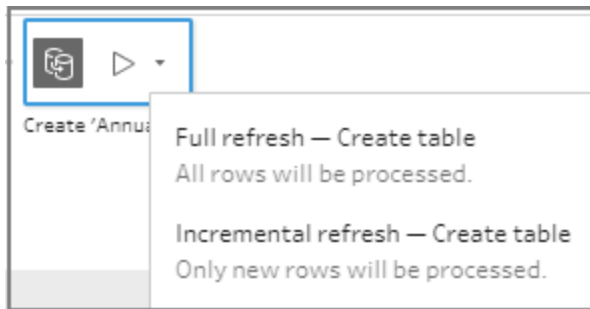 Create 'Annua
Full refresh — Create table
All rows will be processed.
Incremental refresh — Create table
Only new rows will be processed.